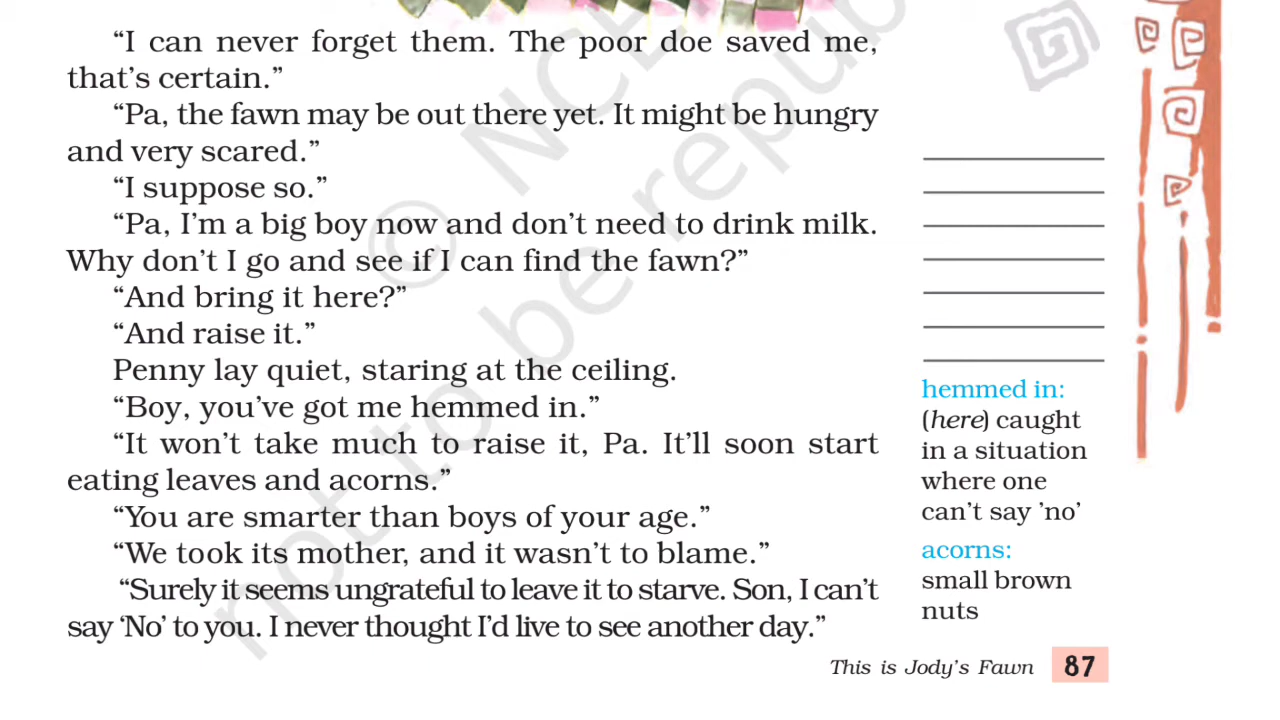 “I can never forget them. The poor doe saved me,
that’s certain.”
“Pa, the fawn may be out there yet. It might be hungry
and very scared.”
“I suppose so.”
“Pa, I’m a big boy now and don’t need to drink milk.
Why don’t I go and see if I can find the fawn?”
“And bring it here?”
“And raise it.”
Penny lay quiet, staring at the ceiling.
“Boy, you’ve got me hemmed in.”
“It won’t take much to raise it, Pa. It’ll soon start
eating leaves and acorns.”
“You are smarter than boys of your age.”
“We took its mother, and it wasn’t to blame.”
“Surely it seems ungrateful to leave it to starve. Son, I can’t
say ‘No’ to you. I never thought I’d live to see another day.”
hemmed in:
(here) caught
in a situation
where one
can’t say ’no’
acorns:
small brown
nuts
This is Jody’s Fawn 87
© NCE
not to be repub